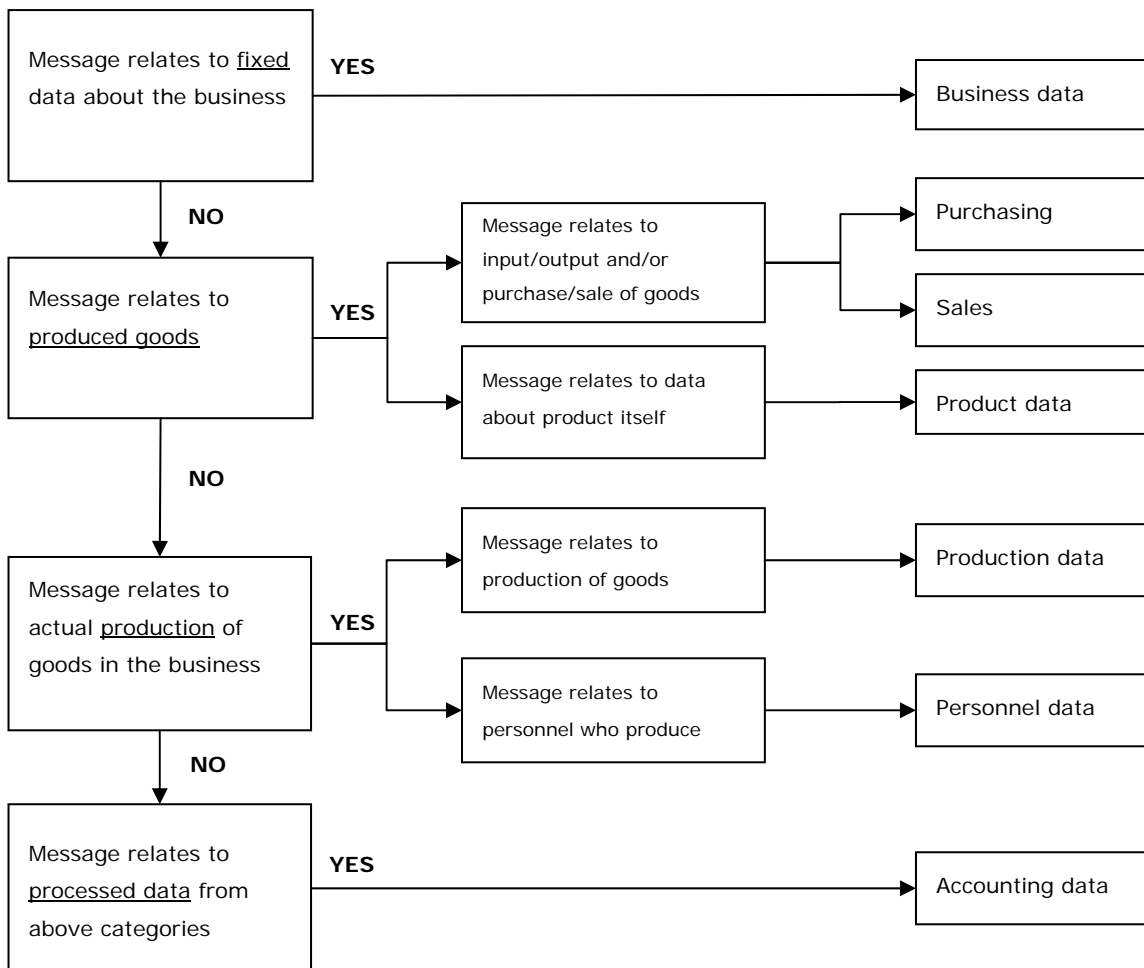 Message relates to fixed
data about the business
YES
Business data
NO
Message relates to
produced goods
YES
Message relates to
input/output and/or
purchase/sale of goods
Purchasing
Sales
Message relates to data
about product itself
Product data
NO
Message relates to
actual production of
goods in the business
YES
Message relates to
production of goods
Production data
Message relates to
personnel who produce
Personnel data
NO
Message relates to
processed data from
above categories
YES
Accounting data